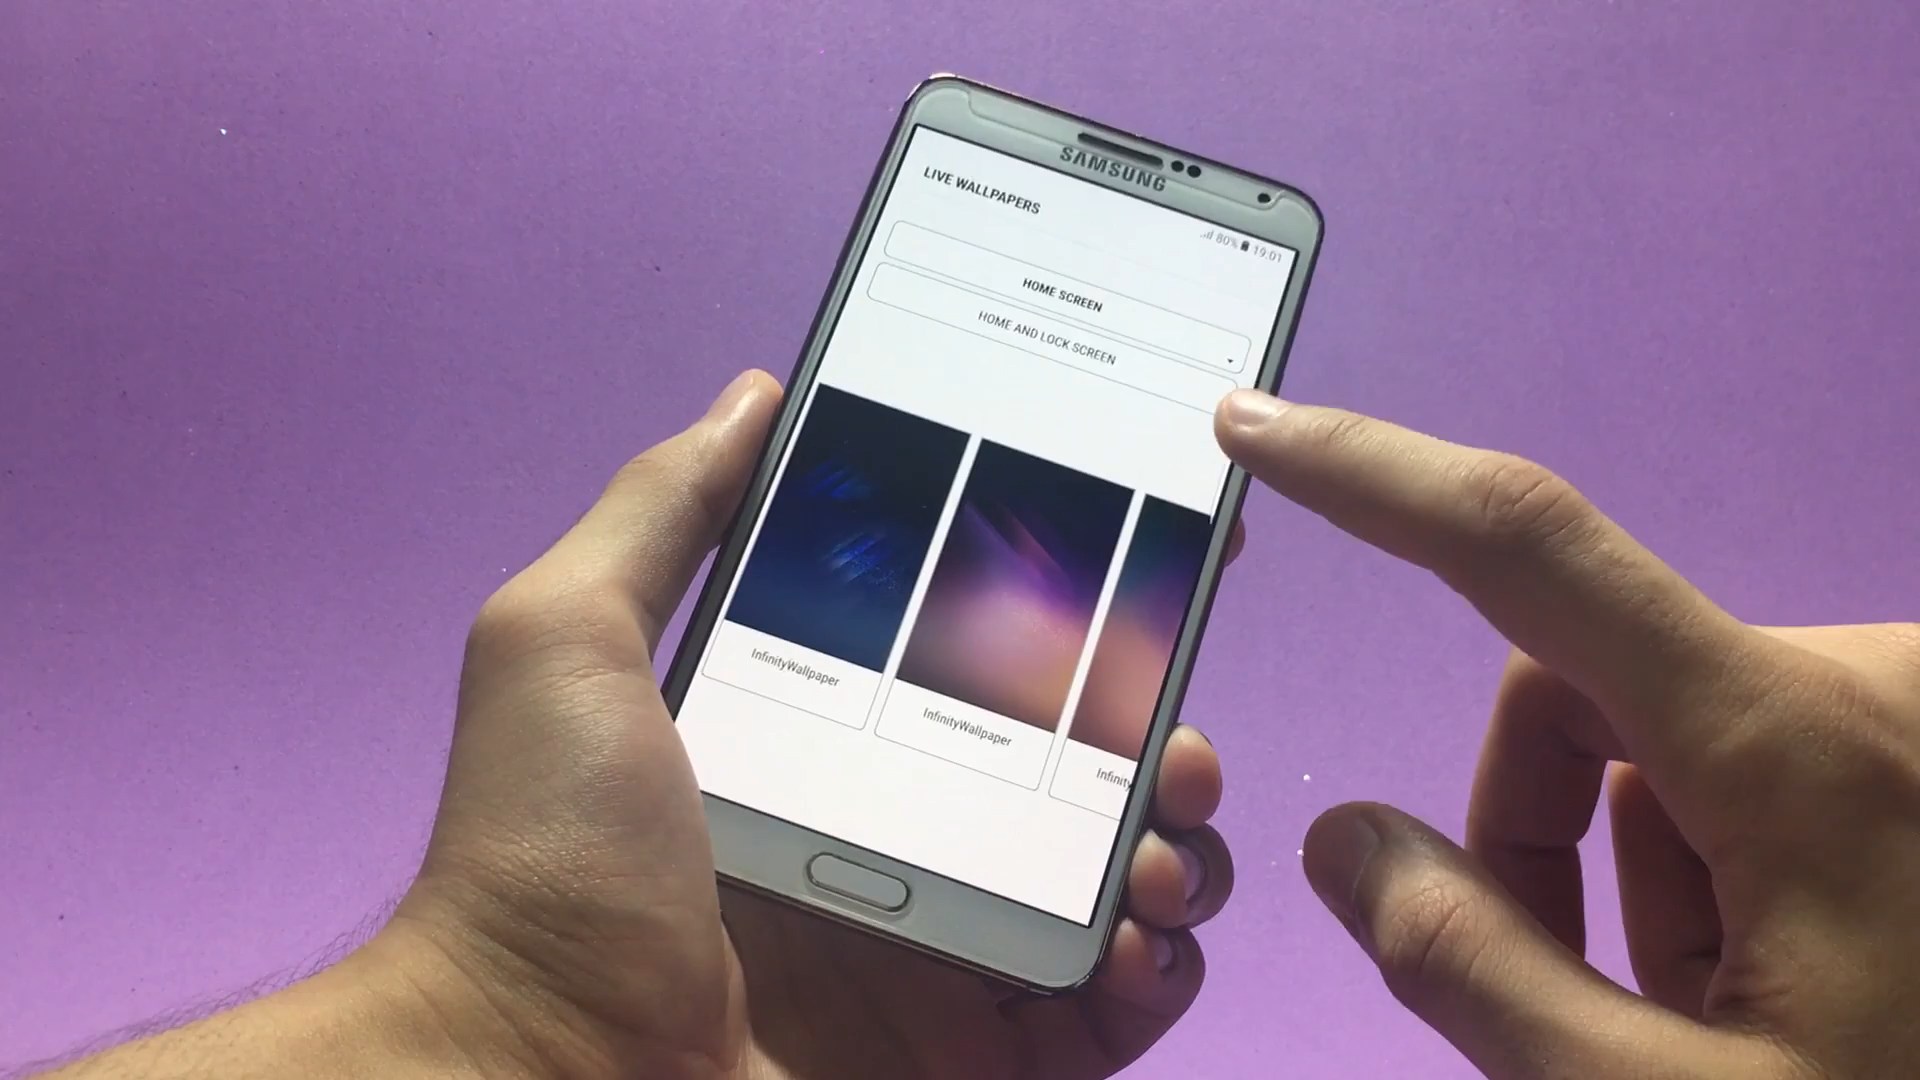 SAMSUNG
LIVE WALLPAPERS
80% 19:01
HOME SCREEN
HOME AND LOCK SCREEN
InfinityWallpaper
InfinityWallpaper
Infinity